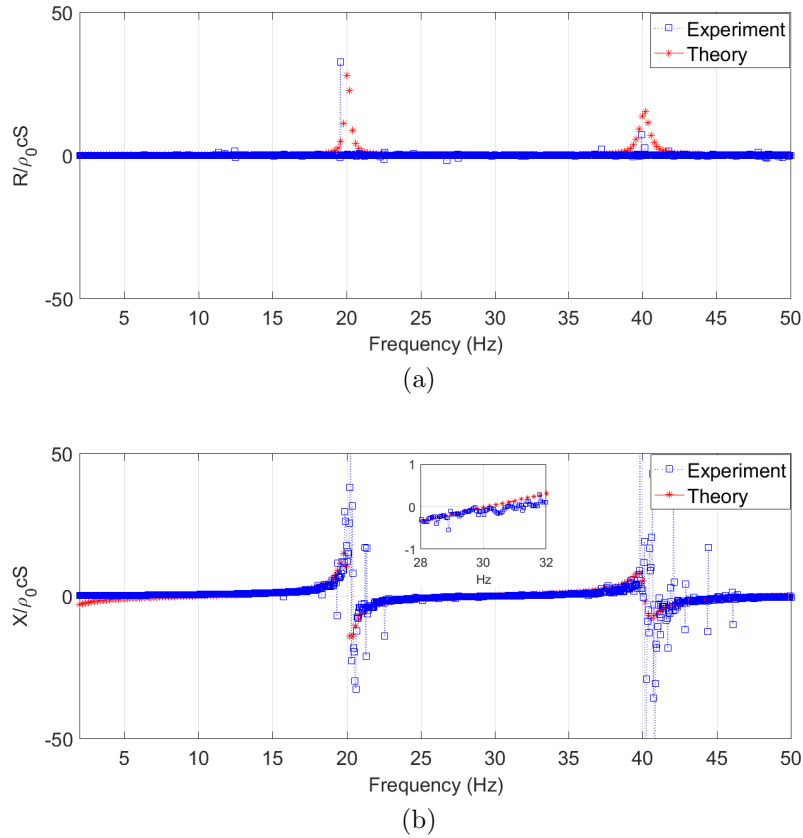 50
0
-50
R/ρ₀cS
Experiment
Theory
5 10 15 20 25 30 35 40 45 50
Frequency (Hz)
(a)
50
0
-50
X/ρ₀cS
1
0
-1
28 30 32
Hz
Experiment
Theory
5 10 15 20 25 30 35 40 45 50
Frequency (Hz)
(b)